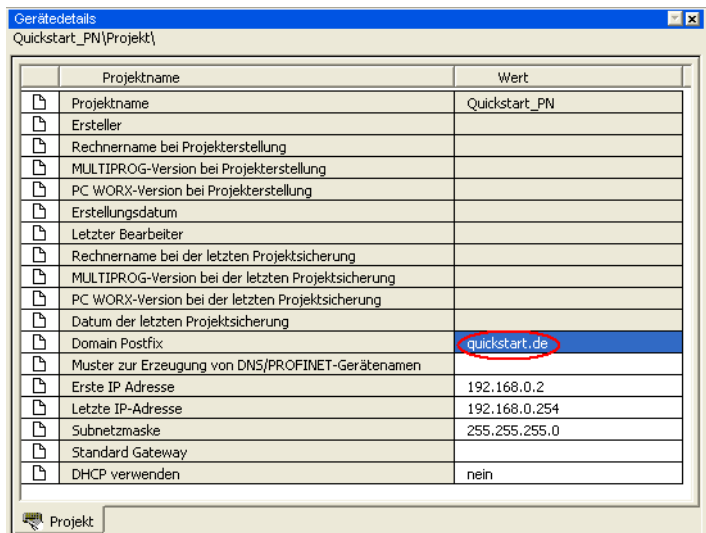 Gerätedetails
Quickstart_PN\Projekt\
Projektname Wert
Projektname Quickstart_PN
Ersteller
Rechnername bei Projekterstellung
MULTIPROG-Version bei Projekterstellung
PC WORX-Version bei Projekterstellung
Erstellungsdatum
Letzter Bearbeiter
Rechnername bei der letzten Projektsicherung
MULTIPROG-Version bei der letzten Projektsicherung
PC WORX-Version bei der letzten Projektsicherung
Datum der letzten Projektsicherung
Domain Postfix quickstart.de
Muster zur Erzeugung von DNS/PROFINET-Gerätenamen
Erste IP Adresse 192.168.0.2
Letzte IP-Adresse 192.168.0.254
Subnetzmaske 255.255.255.0
Standard Gateway
DHCP verwenden nein
Projekt